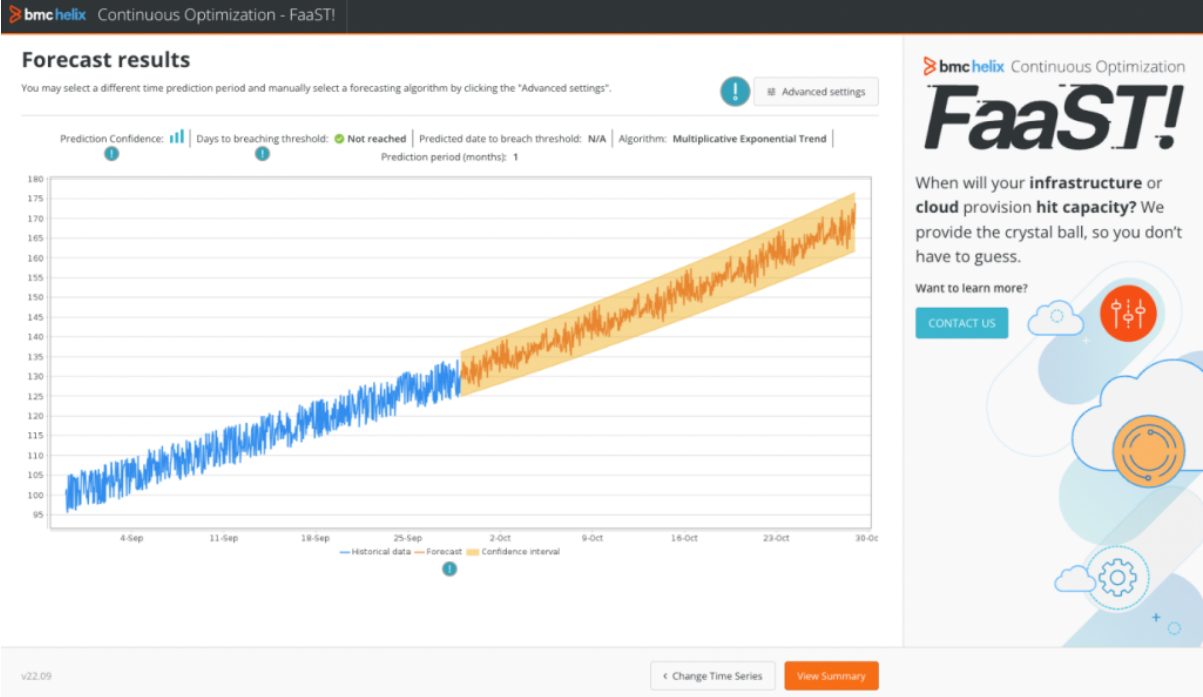 bmc helix Continuous Optimization - FaaST!
Forecast results
You may select a different time prediction period and manually select a forecasting algorithm by clicking the "Advanced settings".
! Advanced settings
Prediction Confidence: Days to breaching threshold: Not reached Predicted date to breach threshold: N/A Algorithm: Multiplicative Exponential Trend
! !
Prediction period (months): 1
180
175
170
165
160
155
150
145
140
135
130
125
120
115
110
105
100
95
4-Sep 11-Sep 18-Sep 25-Sep 2-Oct 9-Oct 16-Oct 23-Oct 30-Oc
Historical data Forecast Confidence interval
!
bmc helix Continuous Optimization
FaaST!
When will your infrastructure or
cloud provision hit capacity? We
provide the crystal ball, so you don't
have to guess.
Want to learn more?
CONTACT US
v22.09
< Change Time Series
View Summary